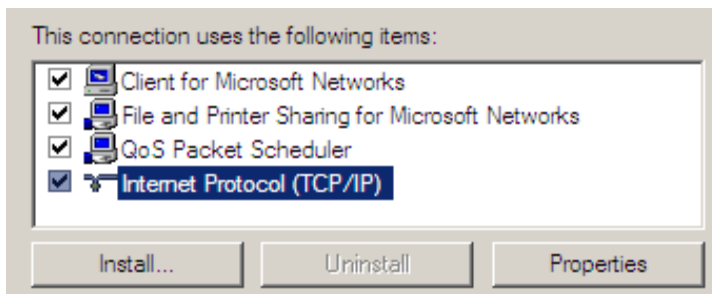 This connection uses the following items:
Client for Microsoft Networks
File and Printer Sharing for Microsoft Networks
QoS Packet Scheduler
Internet Protocol (TCP/IP)
Install... Uninstall Properties